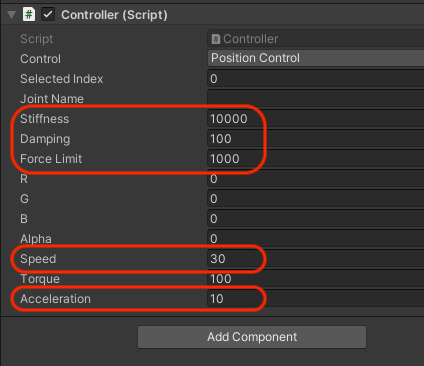 Controller (Script)
Script Controller
Control Position Control
Selected Index 0
Joint Name
Stiffness 10000
Damping 100
Force Limit 1000
R 0
G 0
B 0
Alpha 0
Speed 30
Torque 100
Acceleration 10
Add Component